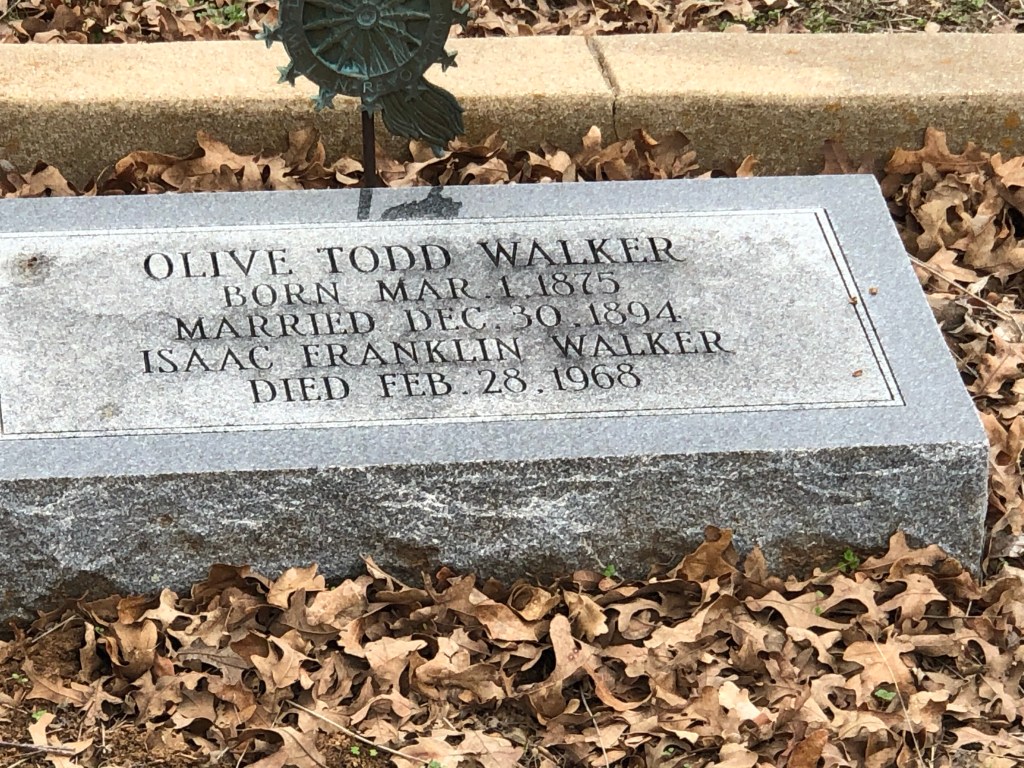 OLIVE TODD WALKER
BORN MAR. 1. 1875
MARRIED DEC. 30. 1894
ISAAC FRANKLIN WALKER
DIED FEB. 28. 1968